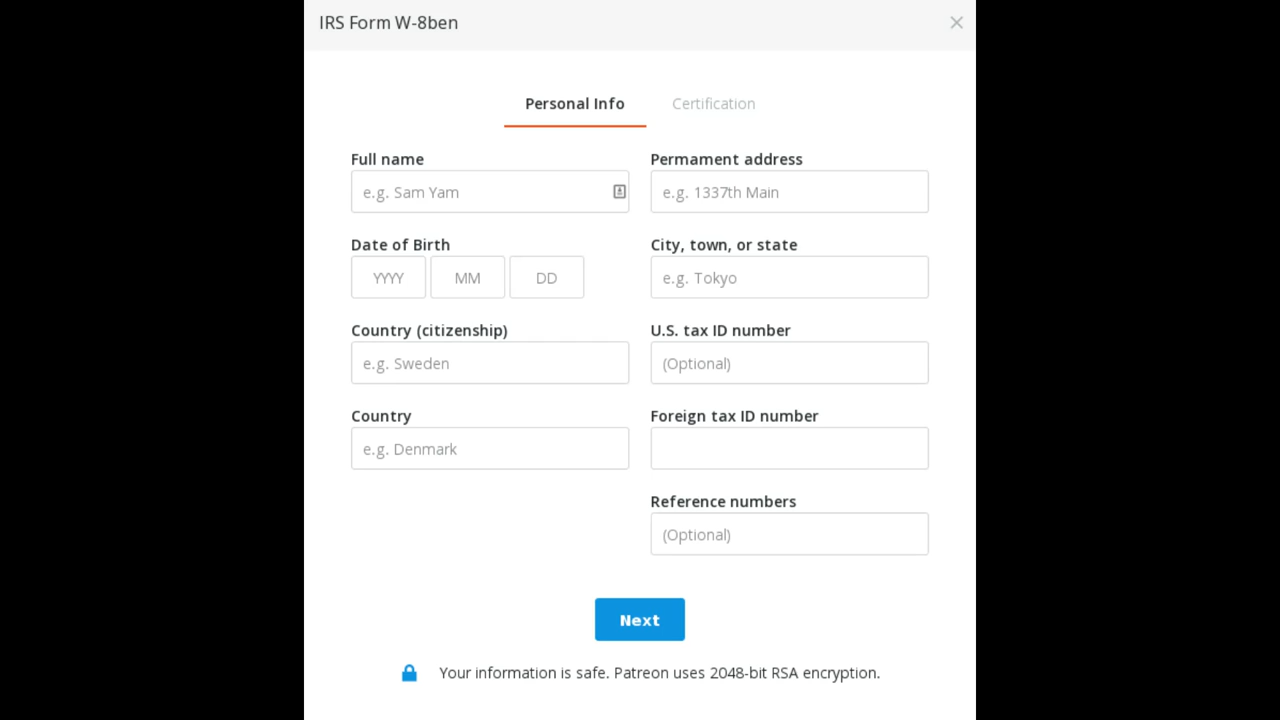 IRS Form W-8ben
Personal Info
Certification
Full name
e.g. Sam Yam
Permament address
e.g. 1337th Main
Date of Birth
YYYY
MM
DD
City, town, or state
e.g. Tokyo
Country (citizenship)
e.g. Sweden
U.S. tax ID number
(Optional)
Country
e.g. Denmark
Foreign tax ID number
Reference numbers
(Optional)
Next
Your information is safe. Patreon uses 2048-bit RSA encryption.